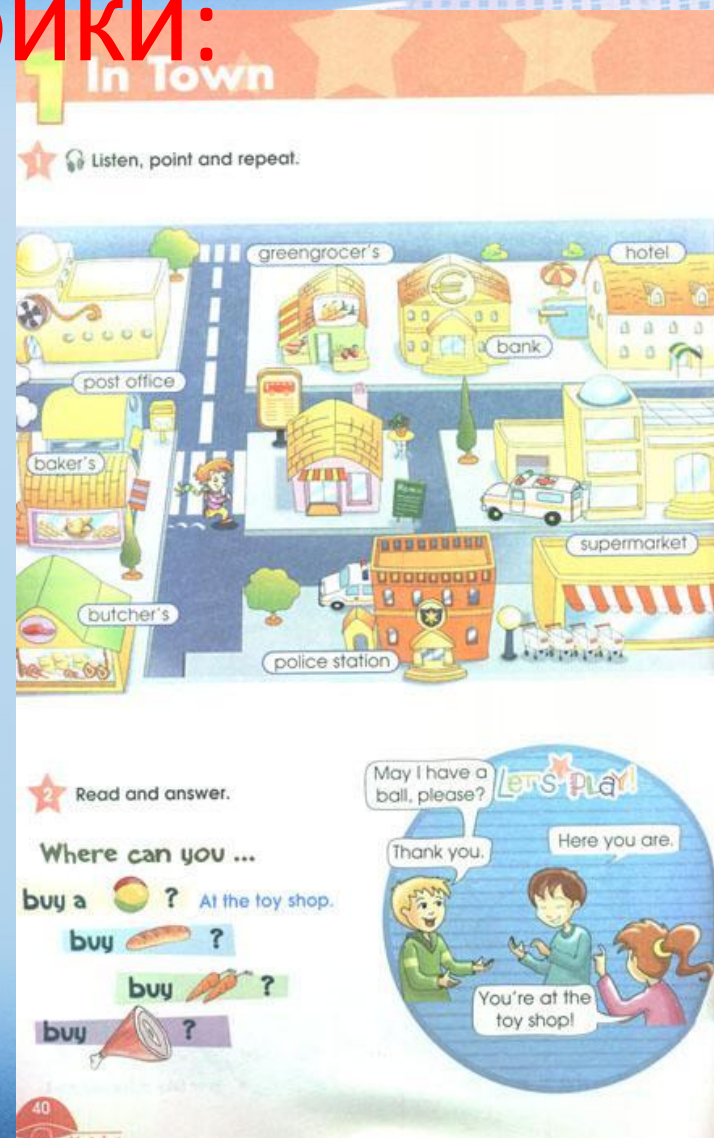 ики:
1 In Town
1 Listen, point and repeat.
greengrocer's
hotel
bank
post office
baker's
supermarket
butcher's
police station
2 Read and answer.
Where can you ...
buy a ? At the toy shop.
buy ?
buy ?
buy ?
May I have a
ball, please?
LET'S PLAY!
Thank you.
Here you are.
You're at the
toy shop!
40